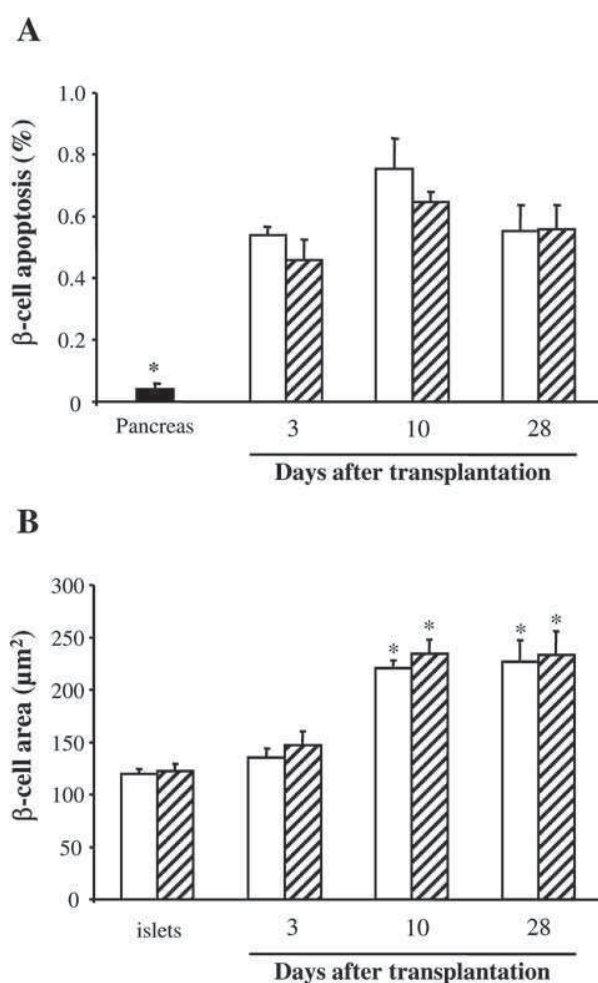 A
β-cell apoptosis (%)
1.0
0.8
0.6
0.4
0.2
0
*
Pancreas 3 10 28
Days after transplantation
B
β-cell area (µm²)
300
250
200
150
100
50
0
* * * *
islets 3 10 28
Days after transplantation